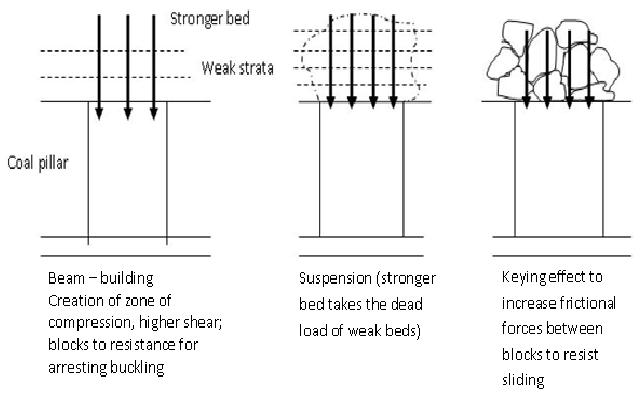 Stronger bed
Weak strata
Coal pillar
Beam – building
Creation of zone of
compression, higher shear;
blocks to resistance for
arresting buckling
Suspension (stronger
bed takes the dead
load of weak beds)
Keying effect to
increase frictional
forces between
blocks to resist
sliding